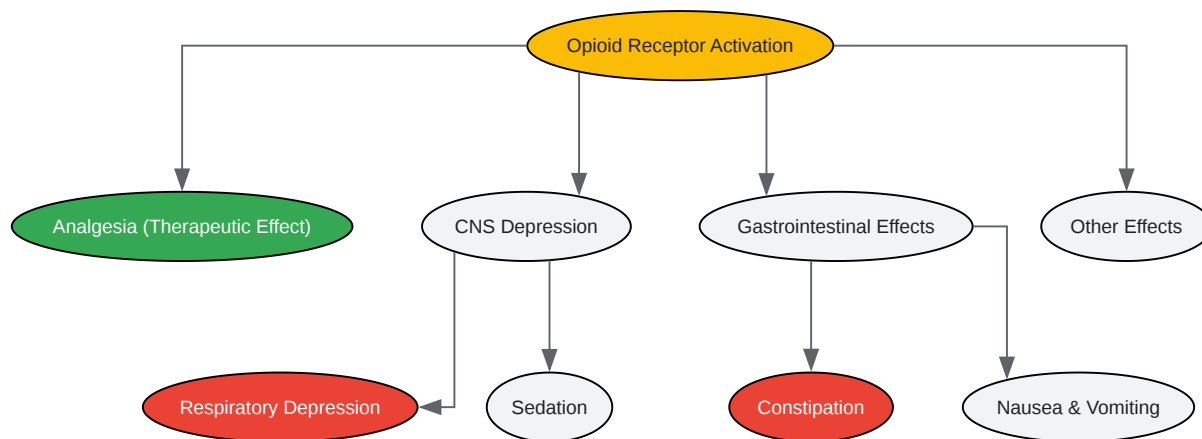 Opioid Receptor Activation
Analgesia (Therapeutic Effect)
CNS Depression
Gastrointestinal Effects
Other Effects
Respiratory Depression
Sedation
Constipation
Nausea & Vomiting